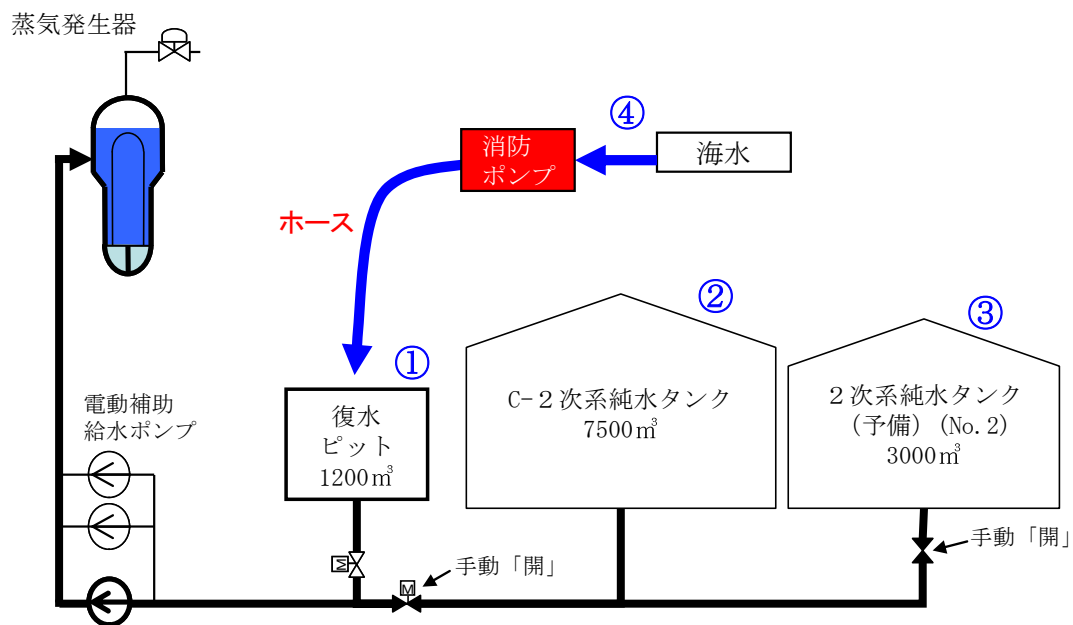 蒸気発生器
④
消防
ポンプ
海水
ホース
②
③
①
C-２次系純水タンク
7500㎥
２次系純水タンク
(予備)(No.2)
3000㎥
復水
ピット
1200㎥
電動補助
給水ポンプ
手動「開」
M
手動「開」
M